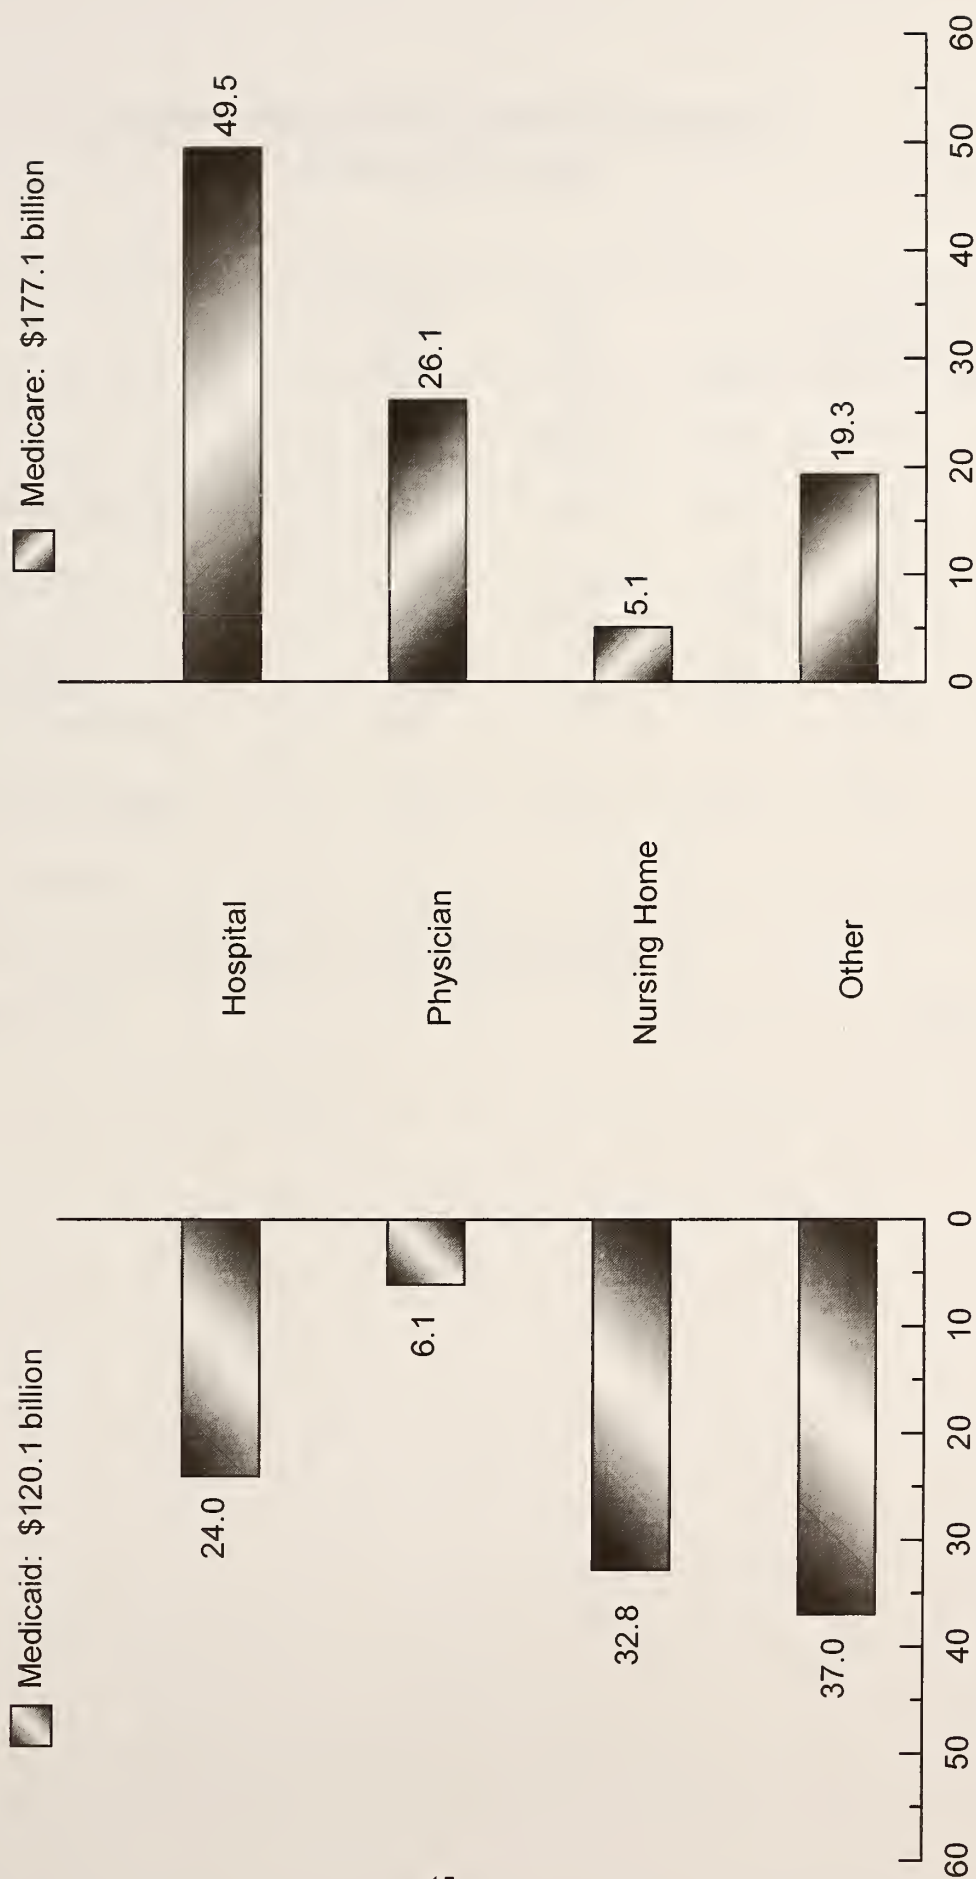 Medicaid: $120.1 billion
Medicare: $177.1 billion
24.0
Hospital
49.5
6.1
Physician
26.1
32.8
Nursing Home
5.1
37.0
Other
19.3
60 50 40 30 20 10 0
0 10 20 30 40 50 60